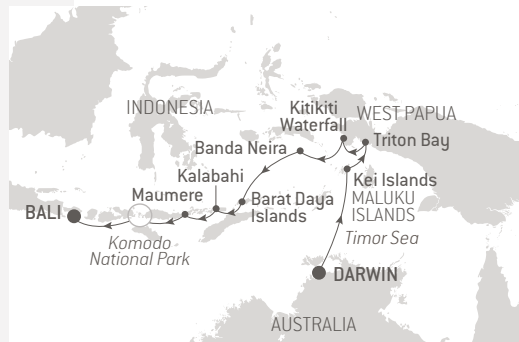 INDONESIA
Kitikiti
Waterfall
WEST PAPUA
Triton Bay
Banda Neira
Kalabahi
Kei Islands
Maumere
MALUKU
ISLANDS
Barat Daya
Islands
BALI
Komodo
National Park
Timor Sea
DARWIN
AUSTRALIA